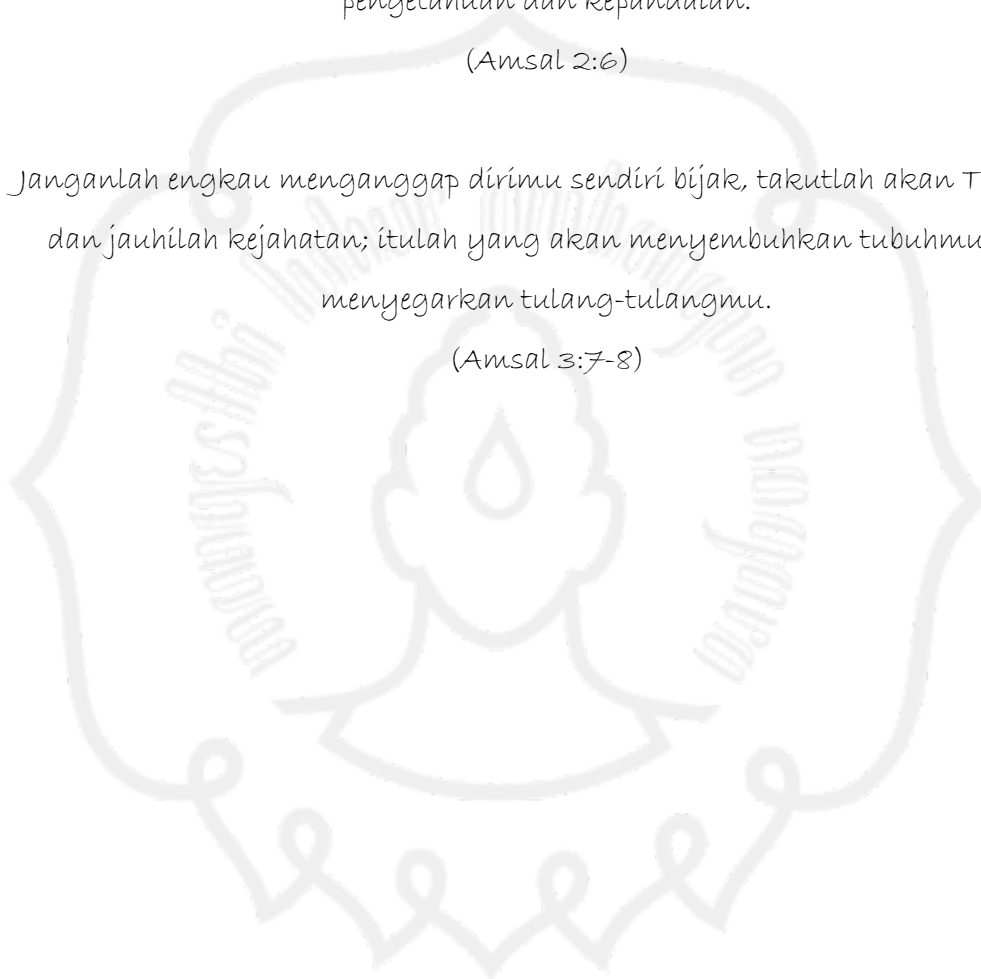 pengetahuan dan kepandaian.
(Amsal 2:6)
Janganlah engkau menganggap dirimu sendiri bijak, takutlah akan T
dan jauhilah kejahatan; itulah yang akan menyembuhkan tubuhmu
menyegarkan tulang-tulangmu.
(Amsal 3:7-8)